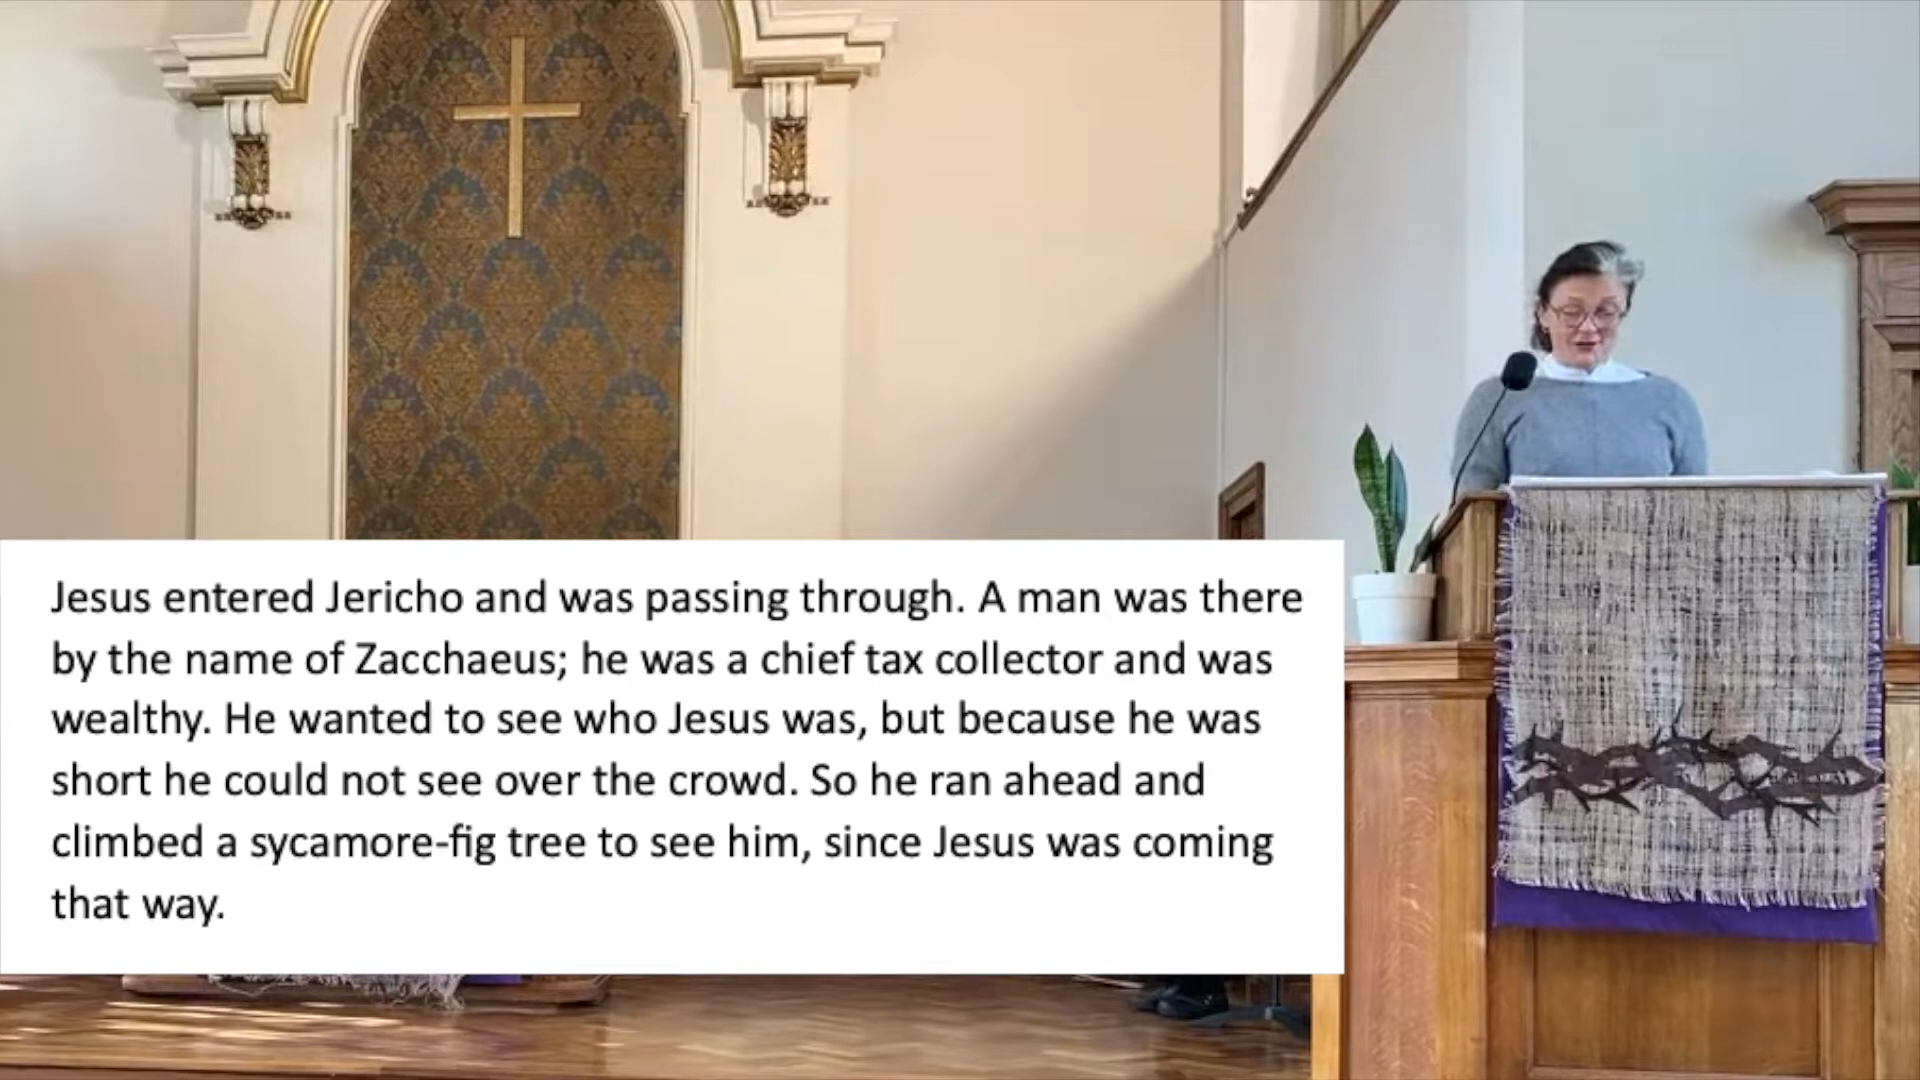 Jesus entered Jericho and was passing through. A man was there
by the name of Zacchaeus; he was a chief tax collector and was
wealthy. He wanted to see who Jesus was, but because he was
short he could not see over the crowd. So he ran ahead and
climbed a sycamore-fig tree to see him, since Jesus was coming
that way.